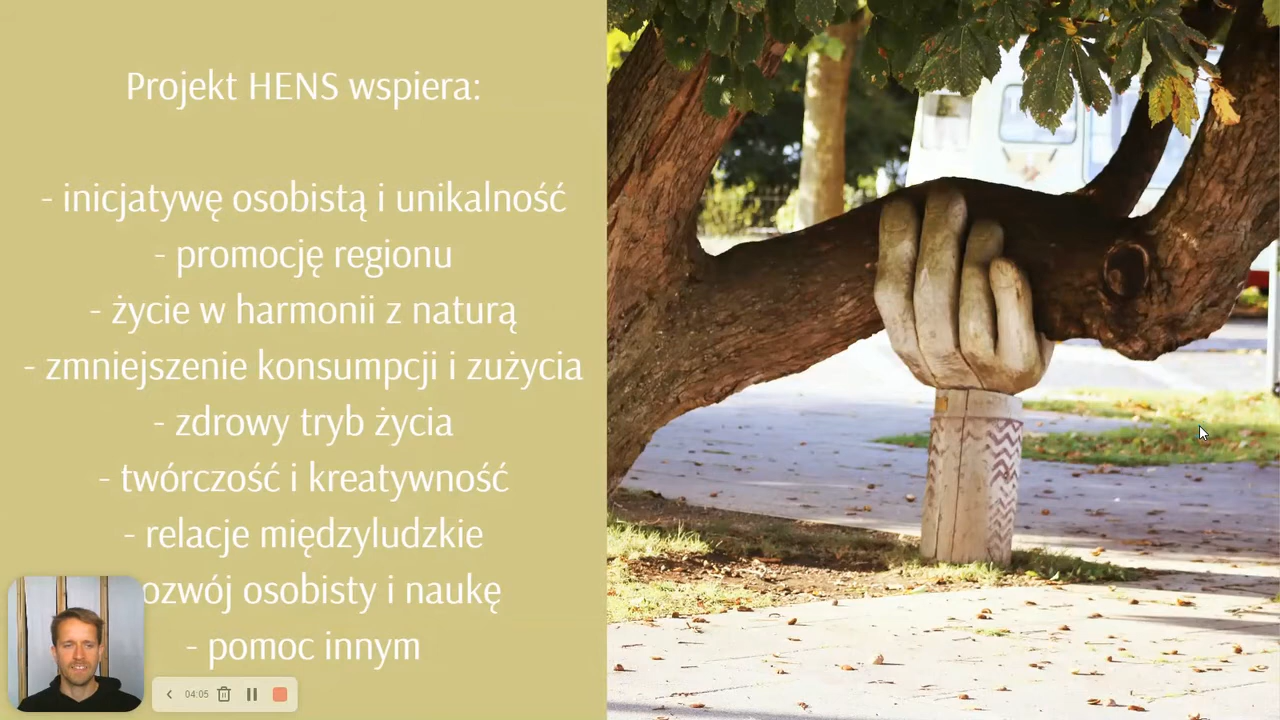 Projekt HENS wspiera:
- inicjatywę osobistą i unikalność
- promocję regionu
- życie w harmonii z naturą
- zmniejszenie konsumpcji i zużycia
- zdrowy tryb życia
- twórczość i kreatywność
- relacje międzyludzkie
ozwój osobisty i naukę
- pomoc innym
04:05